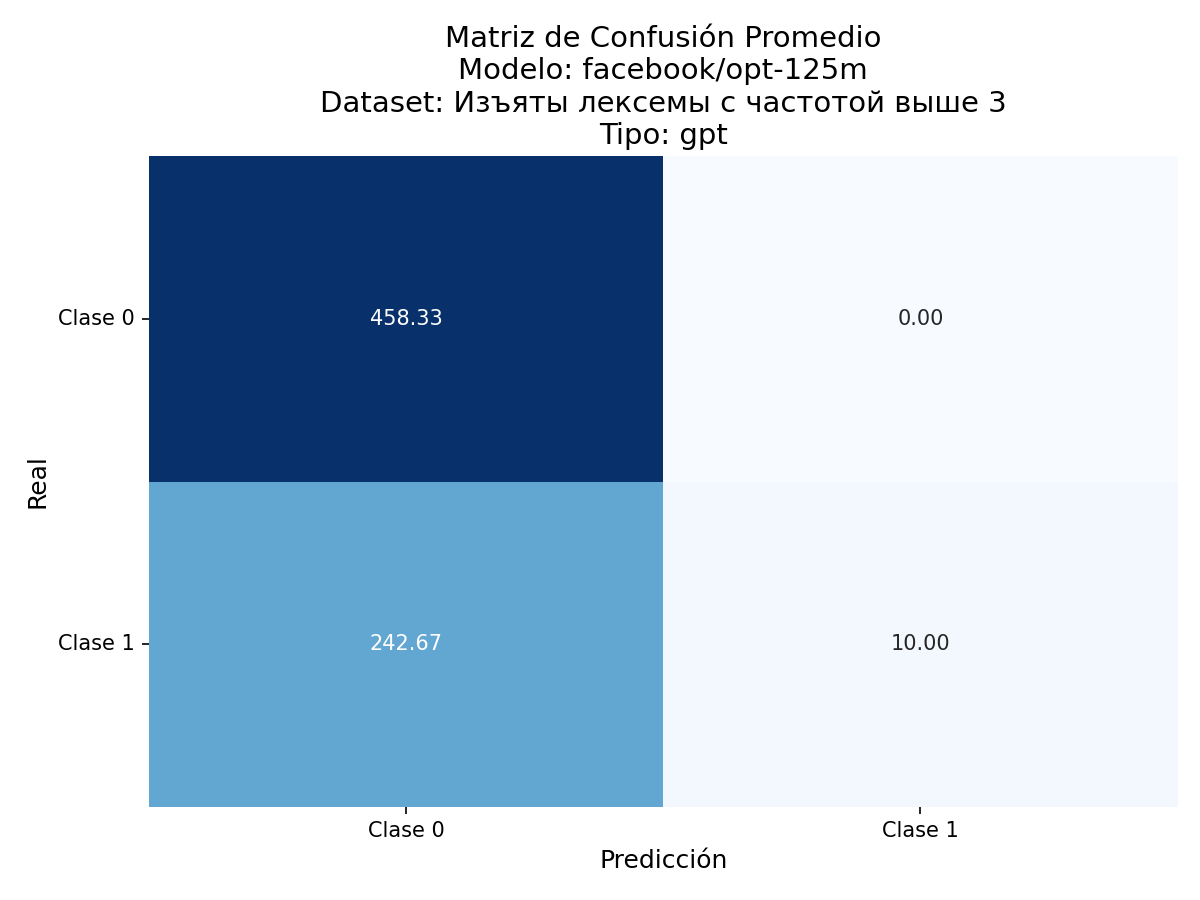 Matriz de Confusión Promedio
Modelo: facebook/opt-125m
Dataset: Изъяты лексемы с частотой выше 3
Tipo: gpt
Clase 0
458.33
0.00
Real
Clase 1
242.67
10.00
Clase 0
Clase 1
Predicción